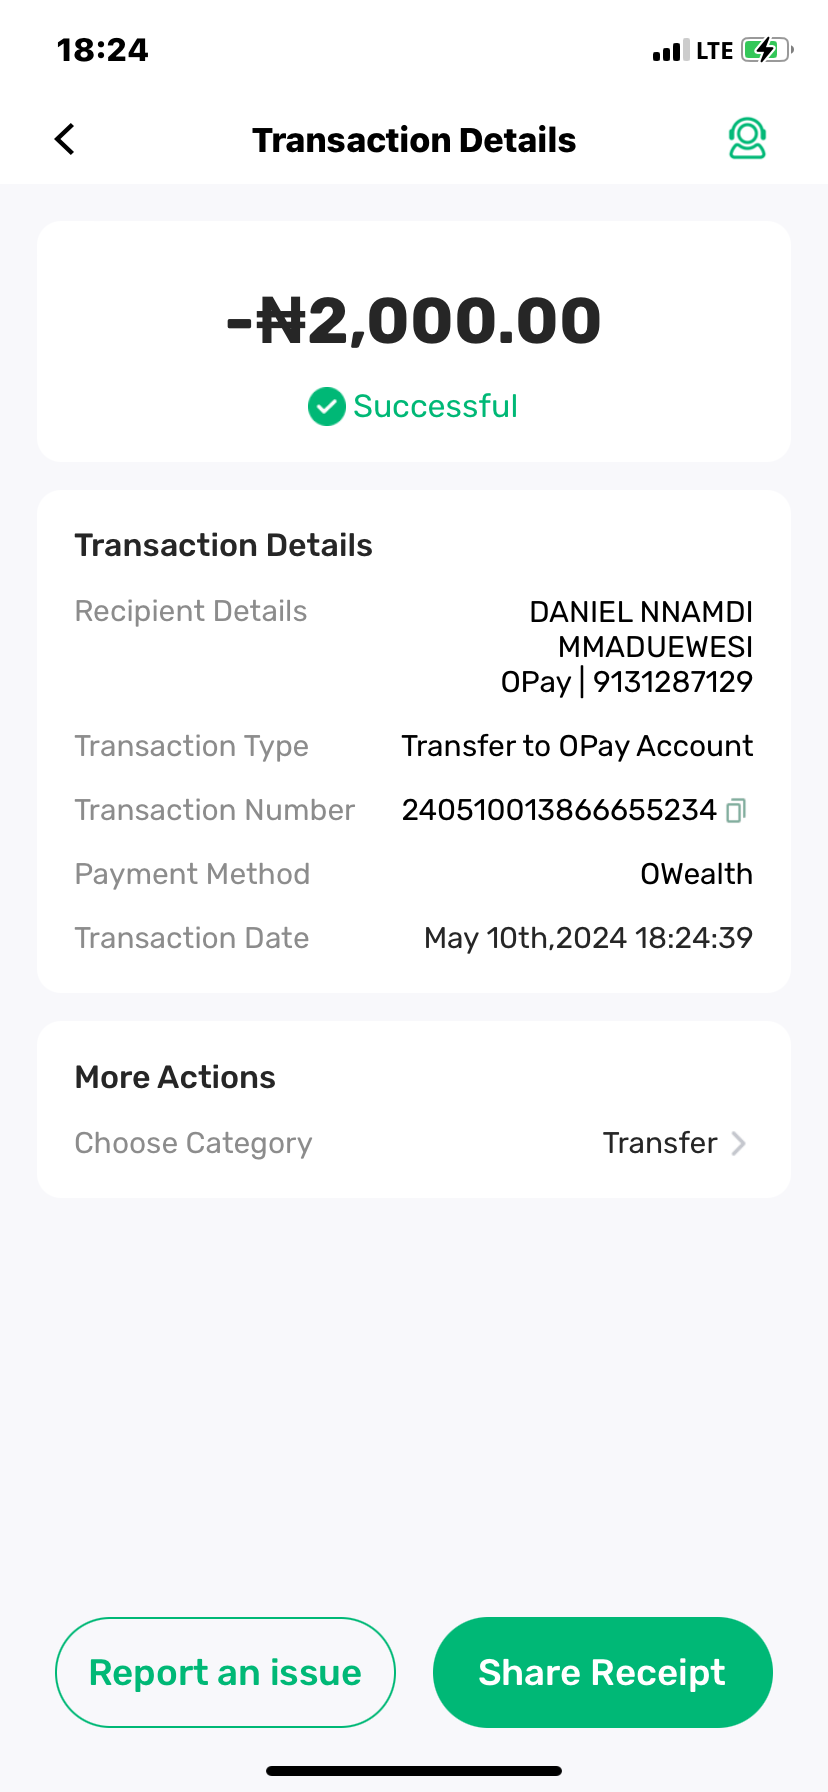 18:24
LTE
Transaction Details
-₦2,000.00
Successful
Transaction Details
Recipient Details DANIEL NNAMDI
MMADUEWESI
OPay | 9131287129
Transaction Type Transfer to OPay Account
Transaction Number 240510013866655234
Payment Method OWealth
Transaction Date May 10th,2024 18:24:39
More Actions
Choose Category Transfer
Report an issue
Share Receipt